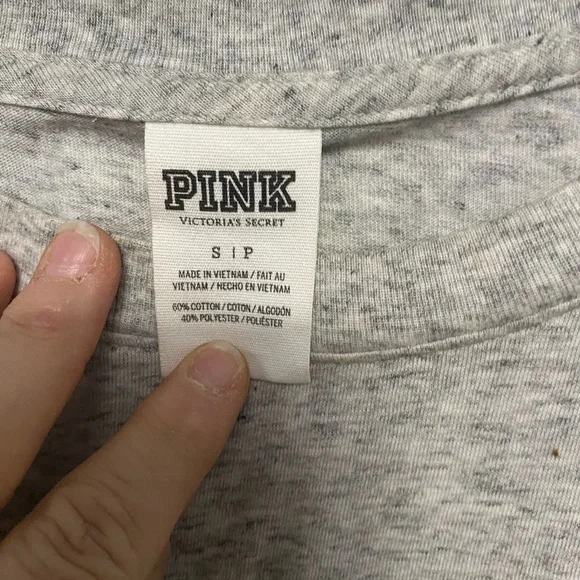 PINK
VICTORIA'S SECRET
S | P
MADE IN VIETNAM / FAIT AU
VIETNAM / HECHO EN VIETNAM
60% COTTON / COTON / ALGODÓN
40% POLYESTER / POLIÉSTER